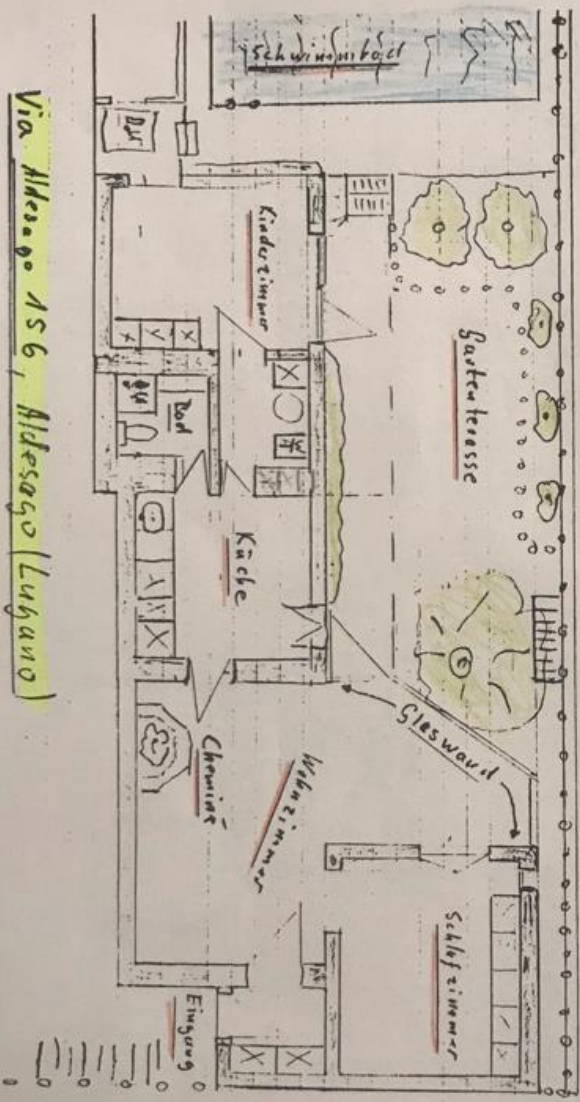 Schwimmbad
Kinderzimmer
Gartenterasse
Bad
Küche
Glaswand
Cheminé
Wohnzimmer
Schlafzimmer
Eingang
Via Aldesago 156, Aldesago (Lugano)